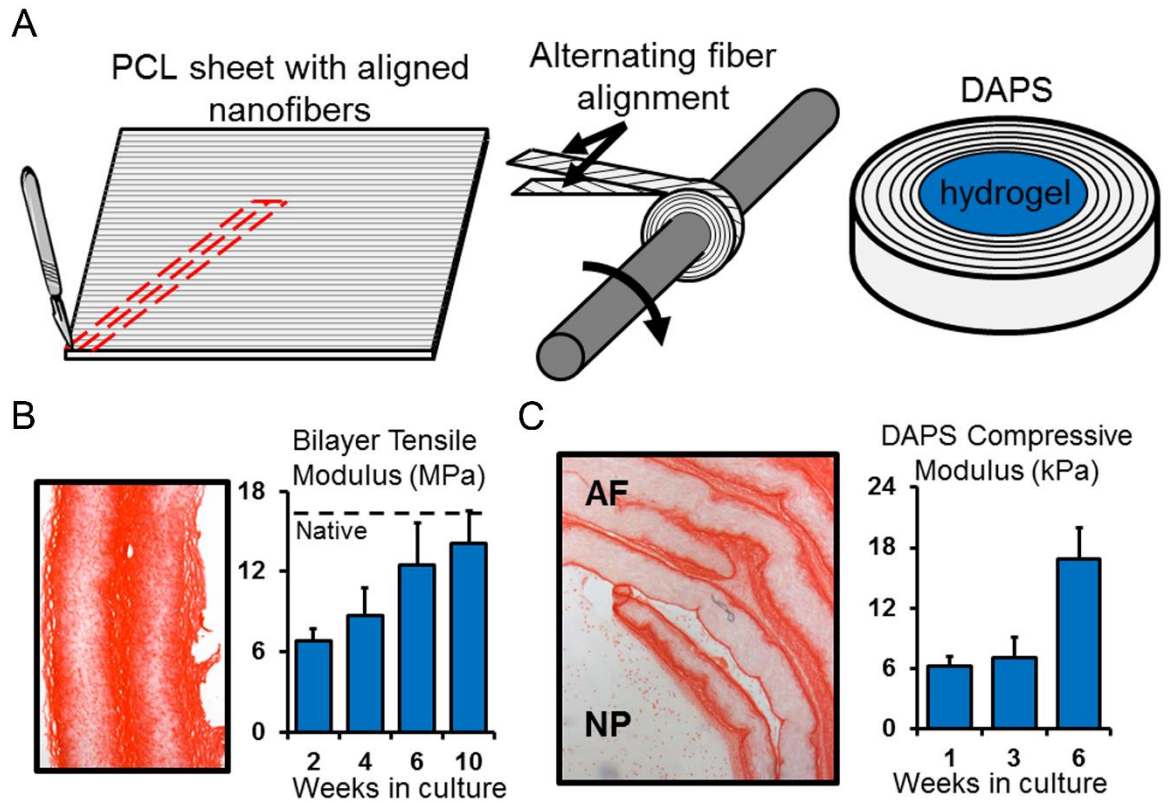 A
PCL sheet with aligned
nanofibers
Alternating fiber
alignment
DAPS
hydrogel
B
Bilayer Tensile
Modulus (MPa)
18
12
6
0
Native
2 4 6 10
Weeks in culture
C
AF
NP
DAPS Compressive
Modulus (kPa)
24
18
12
6
0
1 3 6
Weeks in culture